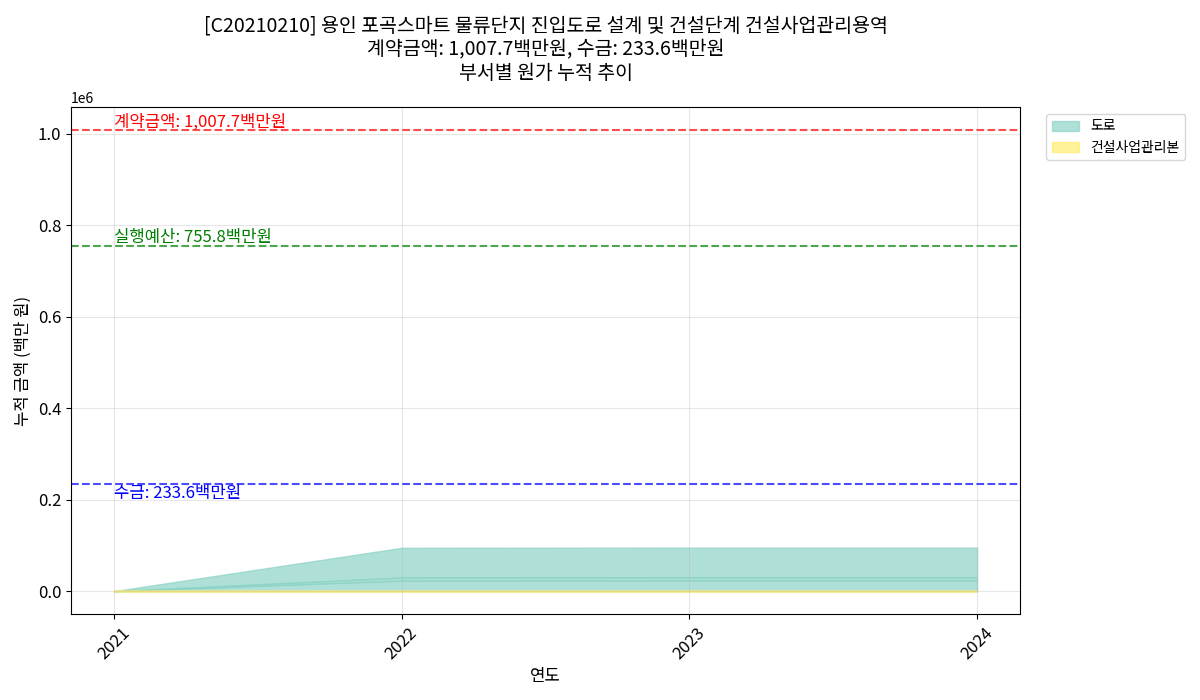 [C20210210] 용인 포곡스마트 물류단지 진입도로 설계 및 건설단계 건설사업관리용역
계약금액: 1,007.7백만원, 수금: 233.6백만원
부서별 원가 누적 추이
1e6
계약금액: 1,007.7백만원
실행예산: 755.8백만원
수금: 233.6백만원
1.0
0.8
0.6
0.4
0.2
0.0
누적 금액 (백만 원)
2021
2022
2023
2024
연도
도로
건설사업관리본